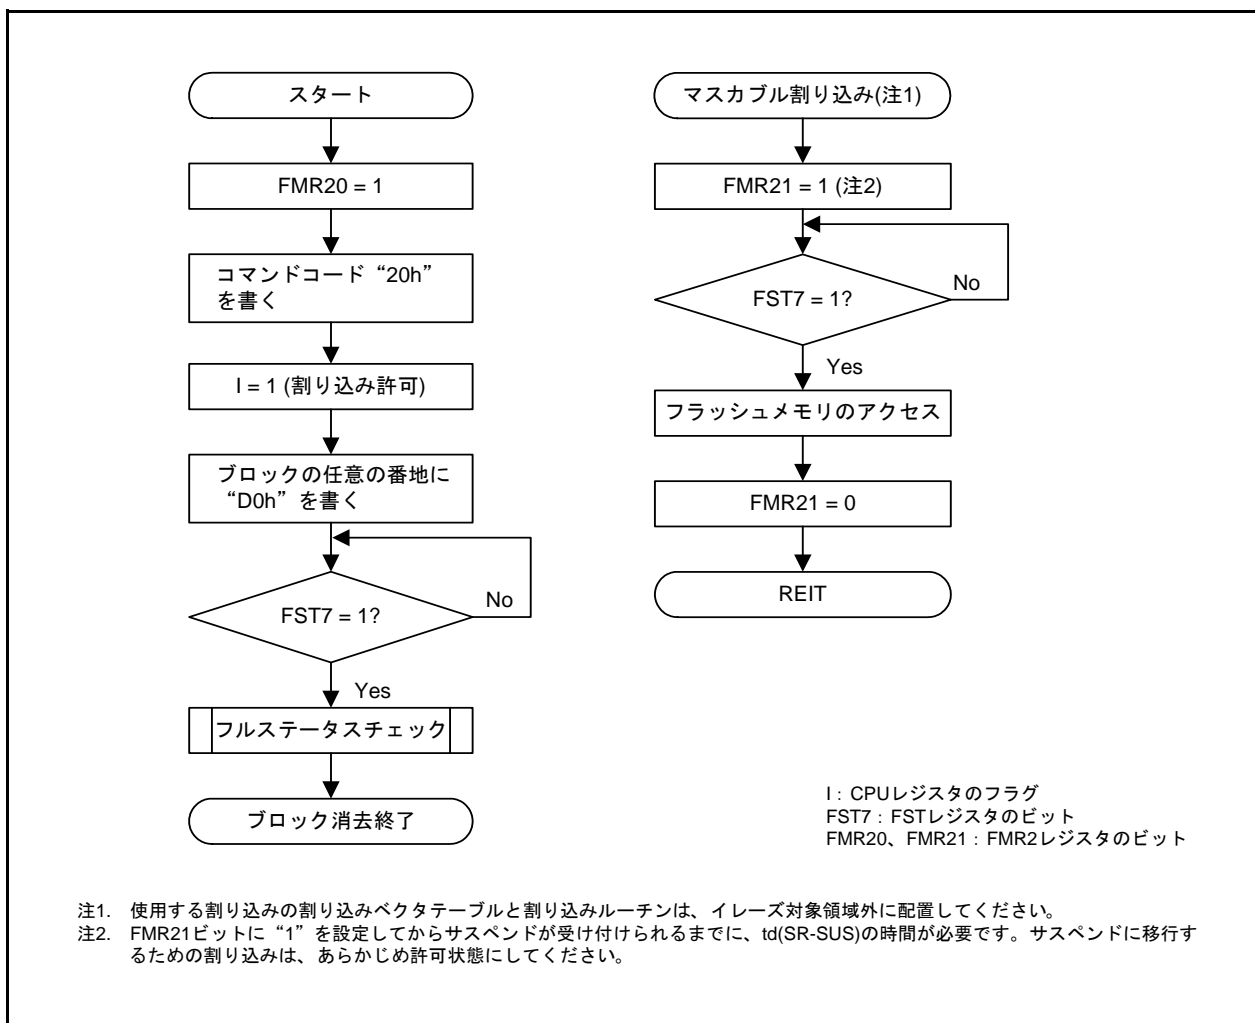 スタート
FMR20 = 1
コマンドコード “20h”
を書く
I = 1 (割り込み許可)
ブロックの任意の番地に
“D0h” を書く
FST7 = 1?
No
Yes
フルステータスチェック
ブロック消去終了
マスカブル割り込み(注1)
FMR21 = 1 (注2)
FST7 = 1?
No
Yes
フラッシュメモリのアクセス
FMR21 = 0
REIT
I : CPUレジスタのフラグ
FST7 : FSTレジスタのビット
FMR20、FMR21 : FMR2レジスタのビット
注1. 使用する割り込みの割り込みベクタテーブルと割り込みルーチンは、イレーズ対象領域外に配置してください。
注2. FMR21ビットに “1” を設定してからサスペンドが受け付けられるまでに、td(SR-SUS)の時間が必要です。サスペンドに移行す
るための割り込みは、あらかじめ許可状態にしてください。